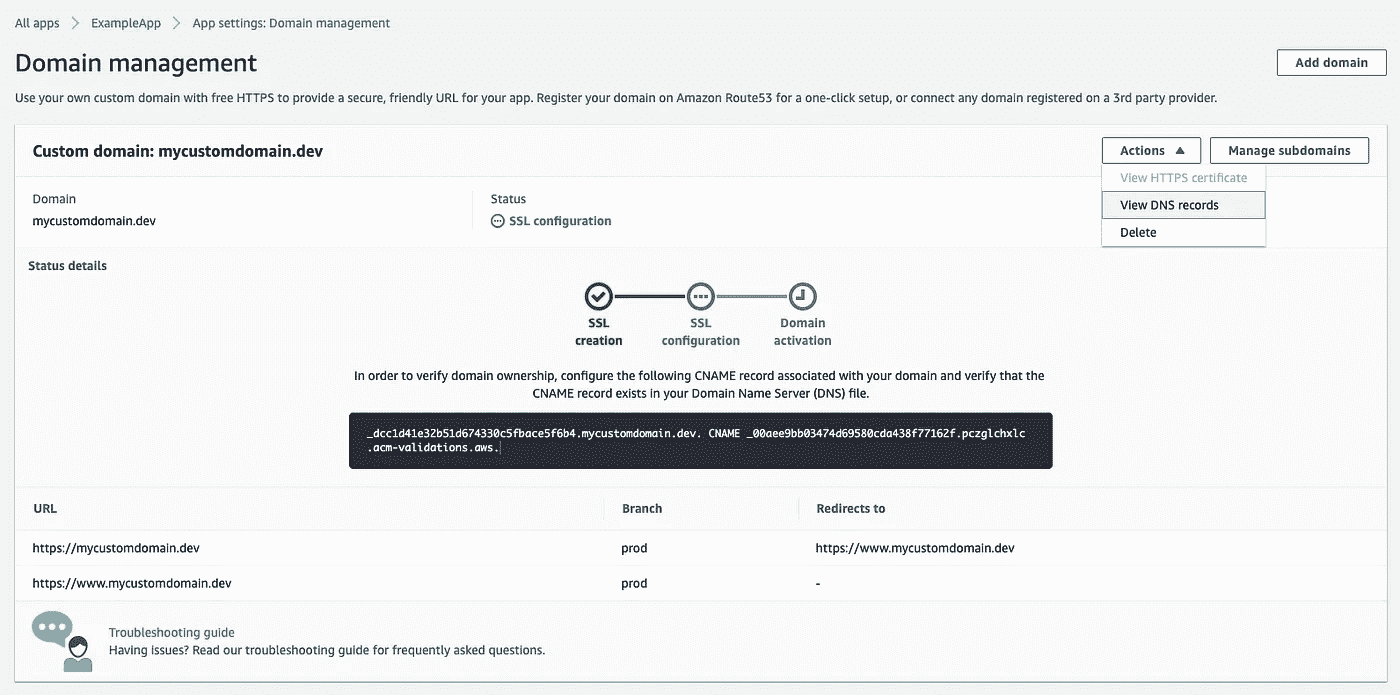 All apps > ExampleApp > App settings: Domain management
Domain management
Add domain
Use your own custom domain with free HTTPS to provide a secure, friendly URL for your app. Register your domain on Amazon Route53 for a one-click setup, or connect any domain registered on a 3rd party provider.
Custom domain: mycustomdomain.dev
Actions
Manage subdomains
View HTTPS certificate
View DNS records
Delete
Domain
mycustomdomain.dev
Status
SSL configuration
Status details
SSL
creation
SSL
configuration
Domain
activation
In order to verify domain ownership, configure the following CNAME record associated with your domain and verify that the
CNAME record exists in your Domain Name Server (DNS) file.
_dcc1d41e32b51d674330c5fbace5f6b4.mycustomdomain.dev. CNAME _00aee9bb03474d69580cda438f77162f.pczglchxlc
.acm-validations.aws.
URL Branch Redirects to
https://mycustomdomain.dev prod https://www.mycustomdomain.dev
https://www.mycustomdomain.dev prod -
Troubleshooting guide
Having issues? Read our troubleshooting guide for frequently asked questions.